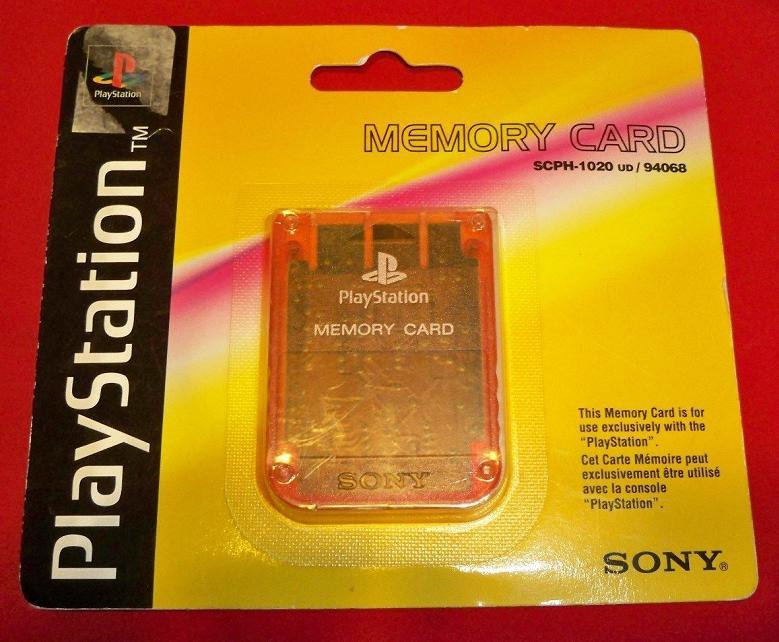 PlayStation
PlayStation™
MEMORY CARD
SCPH-1020 UD / 94068
PlayStation
MEMORY CARD
SONY
This Memory Card is for
use exclusively with the
"PlayStation".
Cet Carte Mémoire peut
exclusivement être utilisé
avec la console
"PlayStation".
SONY®